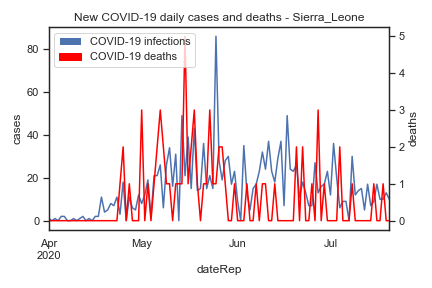 New COVID-19 daily cases and deaths - Sierra_Leone
COVID-19 infections
COVID-19 deaths
80
60
40
20
0
cases
5
4
3
2
1
0
deaths
Apr
2020
May
Jun
Jul
dateRep